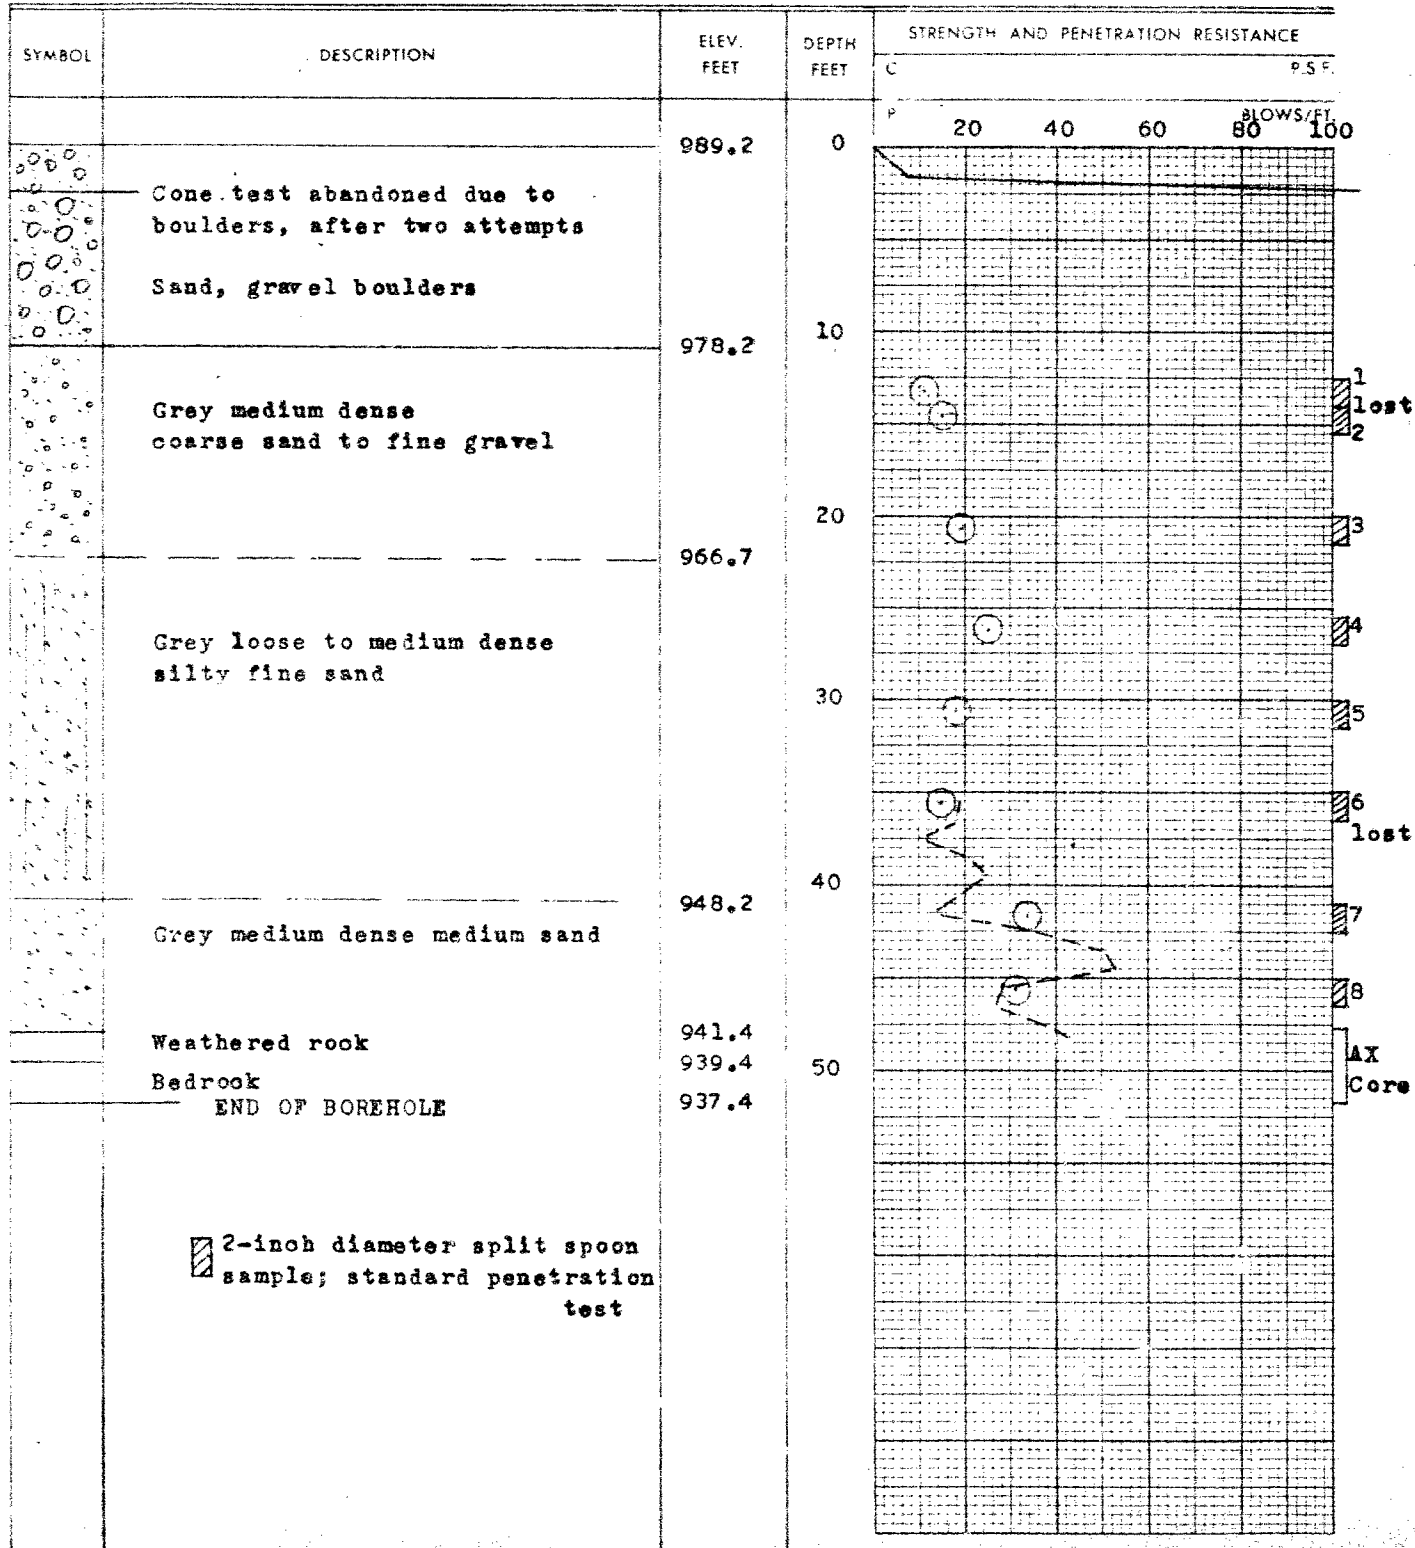 SYMBOL
DESCRIPTION
ELEV. FEET
DEPTH FEET
STRENGTH AND PENETRATION RESISTANCE
C P.S.F.
P BLOWS/FT.
20 40 60 80 100
989.2 0
Cone test abandoned due to
boulders, after two attempts
Sand, gravel boulders
10
978.2
1
lost
2
Grey medium dense
coarse sand to fine gravel
20 3
966.7
4
Grey loose to medium dense
silty fine sand
30 5
6
lost
40
948.2 7
Grey medium dense medium sand
8
Weathered rook 941.4
939.4 50 AX
Bedrook Core
END OF BOREHOLE 937.4
2-inoh diameter split spoon
sample; standard penetration
test